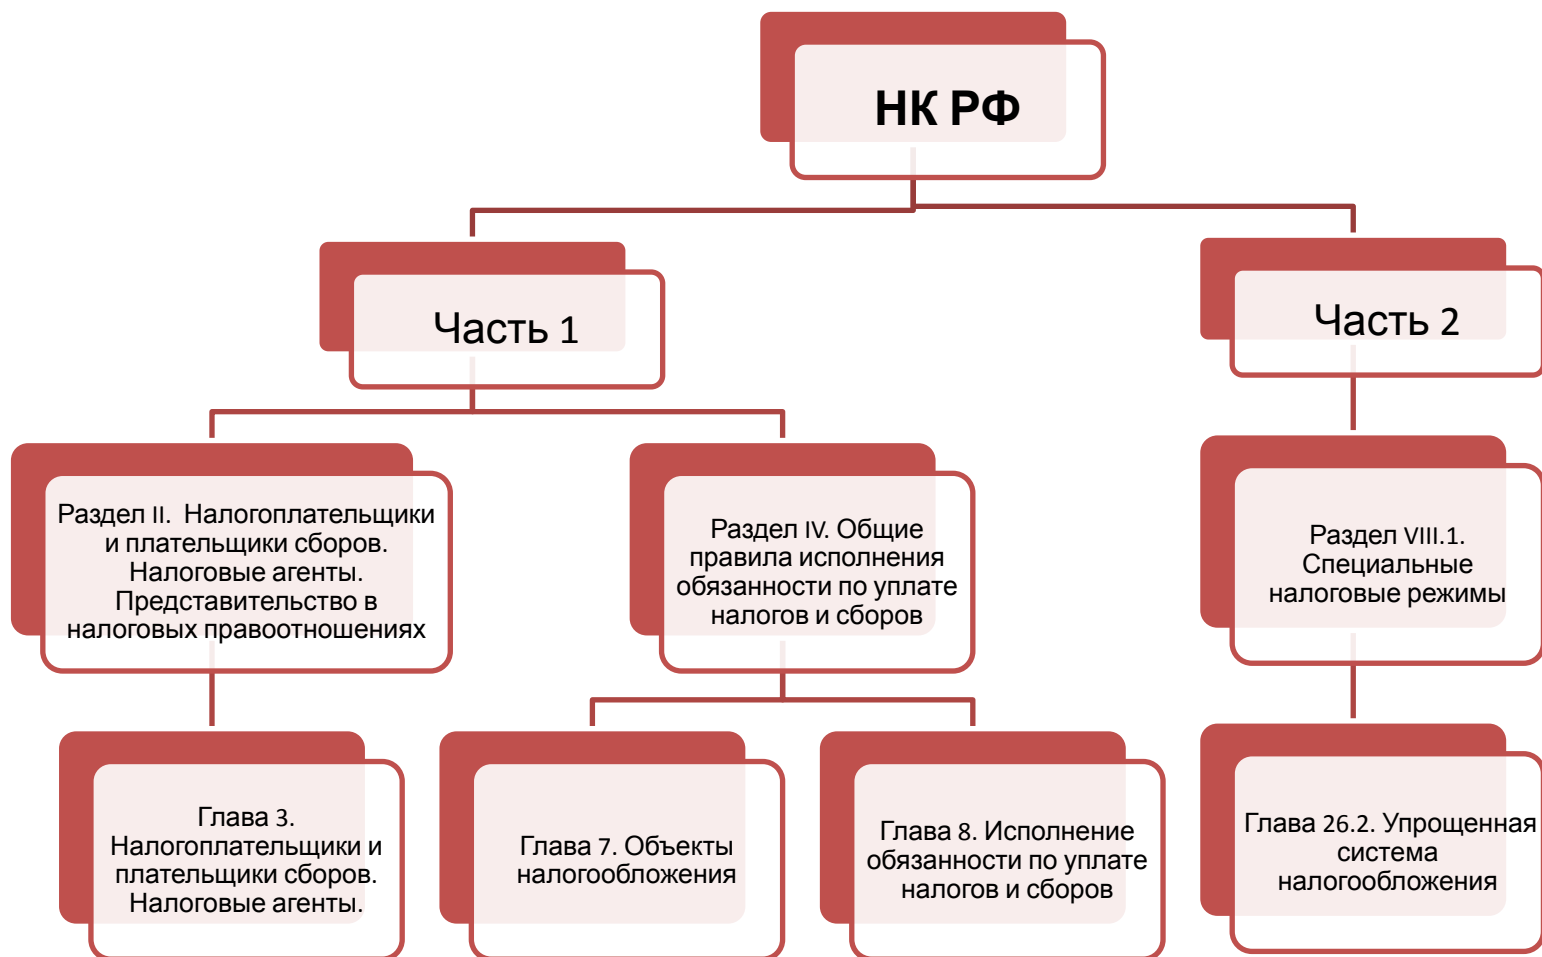 НК РФ
Часть 1
Часть 2
Раздел II. Налогоплательщики
и плательщики сборов.
Налоговые агенты.
Представительство в
налоговых правоотношениях
Раздел IV. Общие
правила исполнения
обязанности по уплате
налогов и сборов
Раздел VIII.1.
Специальные
налоговые режимы
Глава 3.
Налогоплательщики и
плательщики сборов.
Налоговые агенты.
Глава 7. Объекты
налогообложения
Глава 8. Исполнение
обязанности по уплате
налогов и сборов
Глава 26.2. Упрощенная
система
налогообложения